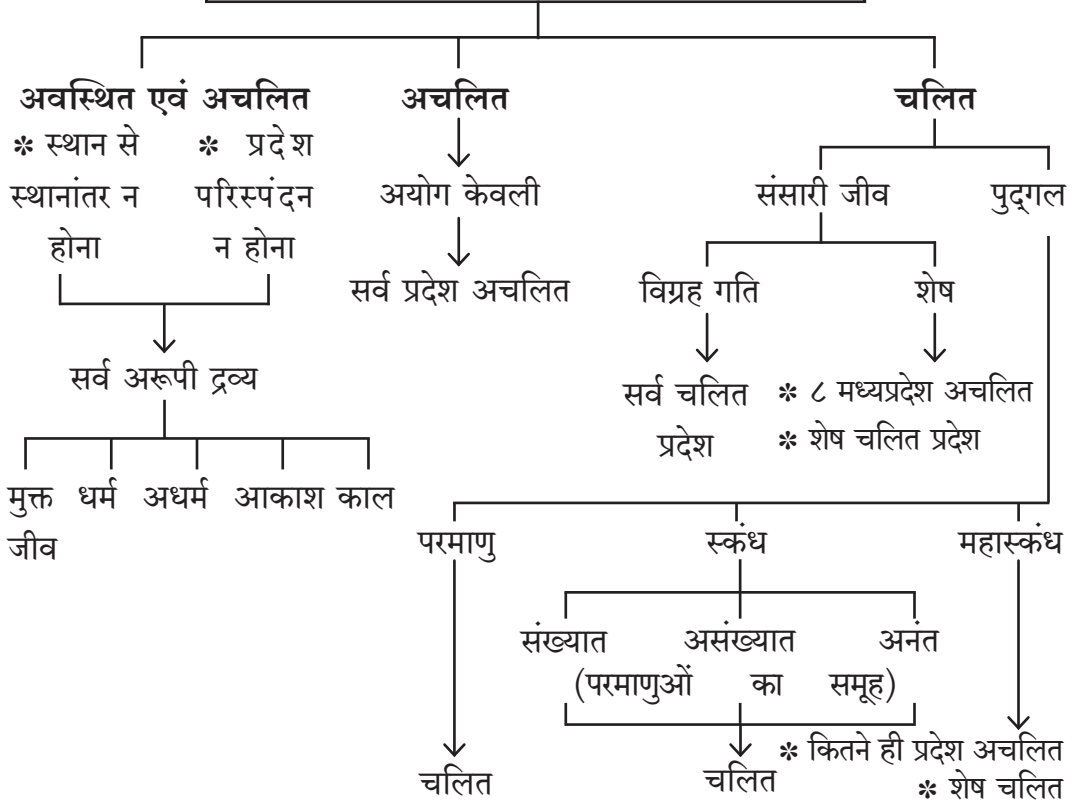 अवस्थित एवं अचलित
* स्थान से
स्थानांतर न
होना
* प्रदेश
परिस्पंदन
न होना
सर्व अरूपी द्रव्य
मुक्त
जीव
धर्म
अधर्म
आकाश
काल
अचलित
अयोग केवली
सर्व प्रदेश अचलित
चलित
संसारी जीव
विग्रह गति
सर्व चलित
प्रदेश
शेष
* ८ मध्यप्रदेश अचलित
* शेष चलित प्रदेश
पुद्‌गल
परमाणु
चलित
स्कंध
संख्यात असंख्यात अनंत
(परमाणुओं का समूह)
चलित
महास्कंध
* कितने ही प्रदेश अचलित
* शेष चलित